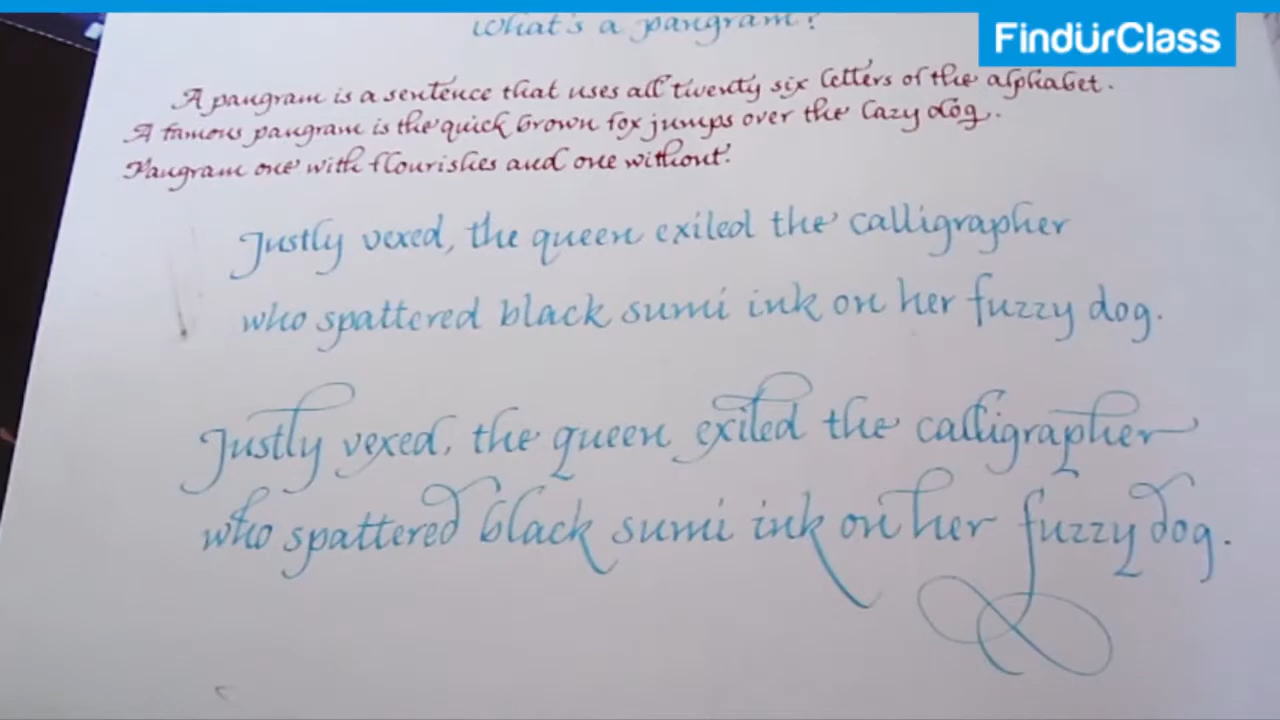 What's a pangram?
FindUrClass
A pangram is a sentence that uses all twenty six letters of the alphabet.
A famous pangram is the quick brown fox jumps over the lazy dog.
Pangram one with flourishes and one without.
Justly vexed, the queen exiled the calligrapher
who spattered black sumi ink on her fuzzy dog.
Justly vexed, the queen exiled the calligrapher
who spattered black sumi ink on her fuzzy dog.